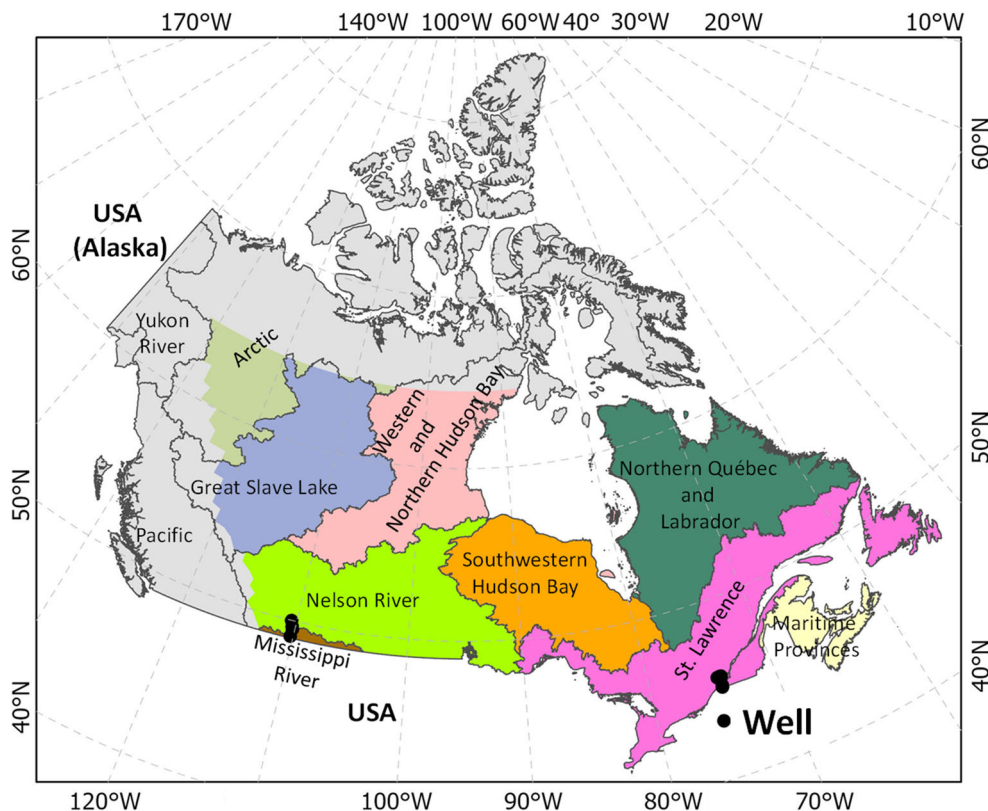 170°W 140°W 100°W 60°W 40° 30°W 20°W 10°W
60°N
USA
(Alaska)
60°N
Yukon
River
Arctic
Western
and
Northern Hudson Bay
50°N
Northern Québec
and
Labrador
Great Slave Lake
50°N
Pacific
Southwestern
Hudson Bay
Nelson River
St. Lawrence
Maritime
Provinces
Mississippi
River
40°N
40°N
USA
Well
120°W 100°W 90°W 80°W 70°W